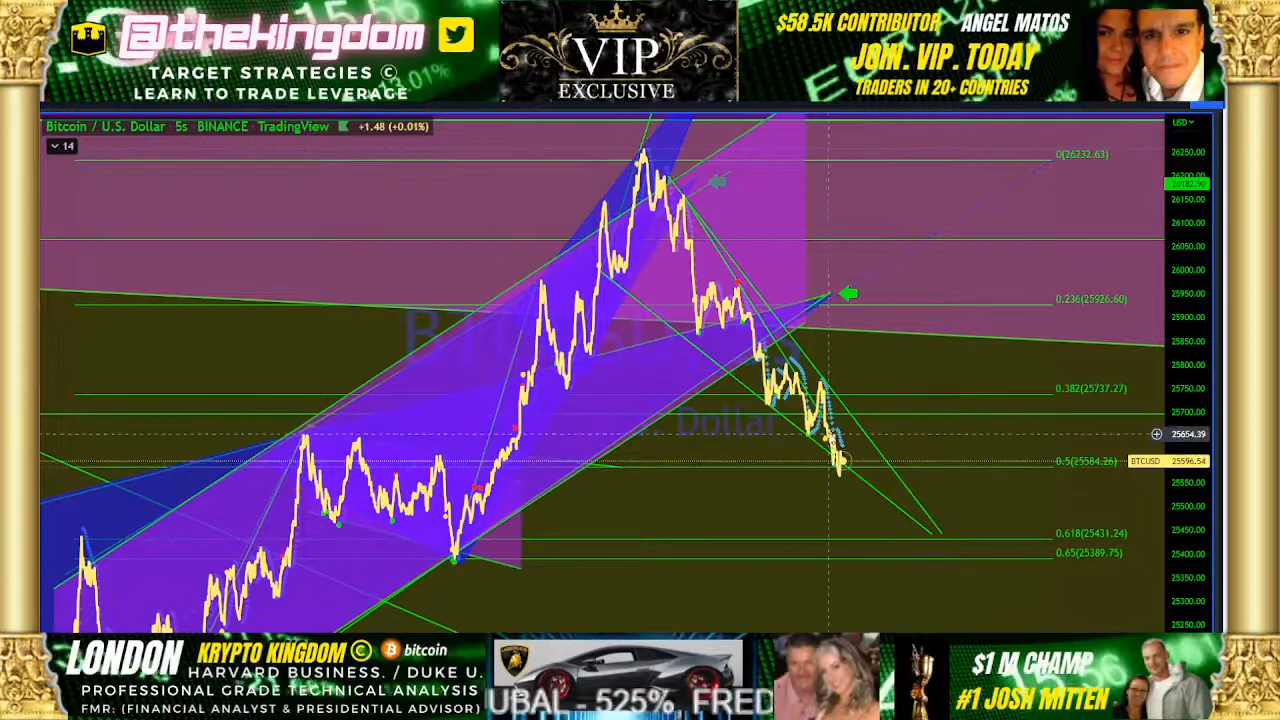 @thekingdom
TARGET STRATEGIES ©
LEARN TO TRADE LEVERAGE
VIP
EXCLUSIVE
$58.5K CONTRIBUTOR ANGEL MATOS
JOIN. VIP. TODAY
TRADERS IN 20+ COUNTRIES
Bitcoin / U.S. Dollar 5s BINANCE TradingView +1.48 (+0.01%)
14
USD
0(26232.63)
0.236(25926.60)
0.382(25737.27)
0.5(25584.26)
0.618(25431.24)
0.65(25389.75)
Dollar
26250.00
26200.00
26182.90
26150.00
26100.00
26050.00
26000.00
25950.00
25900.00
25850.00
25800.00
25750.00
25700.00
25654.39
BTCUSD 25596.54
25550.00
25500.00
25450.00
25400.00
25350.00
25300.00
25250.00
LONDON KRYPTO KINGDOM © bitcoin
HARVARD BUSINESS. / DUKE U.
PROFESSIONAL GRADE TECHNICAL ANALYSIS
FMR: (FINANCIAL ANALYST & PRESIDENTIAL ADVISOR)
UBAL - 525% FRED
$1 M CHAMP
#1 JOSH MITTEN